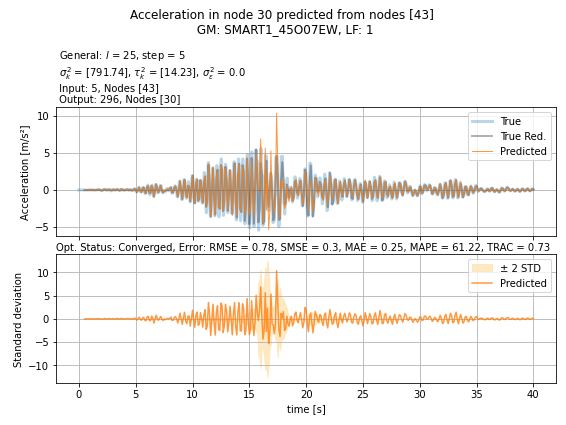 Acceleration in node 30 predicted from nodes [43]
GM: SMART1_45O07EW, LF: 1
General: l = 25, step = 5
σ²ₖ = [791.74], τ²ₖ = [14.23], σ²ε = 0.0
Input: 5, Nodes [43]
Output: 296, Nodes [30]
10
5
0
−5
Acceleration [m/s²]
True
True Red.
Predicted
Opt. Status: Converged, Error: RMSE = 0.78, SMSE = 0.3, MAE = 0.25, MAPE = 61.22, TRAC = 0.73
10
5
0
−5
−10
Standard deviation
± 2 STD
Predicted
0 5 10 15 20 25 30 35 40
time [s]